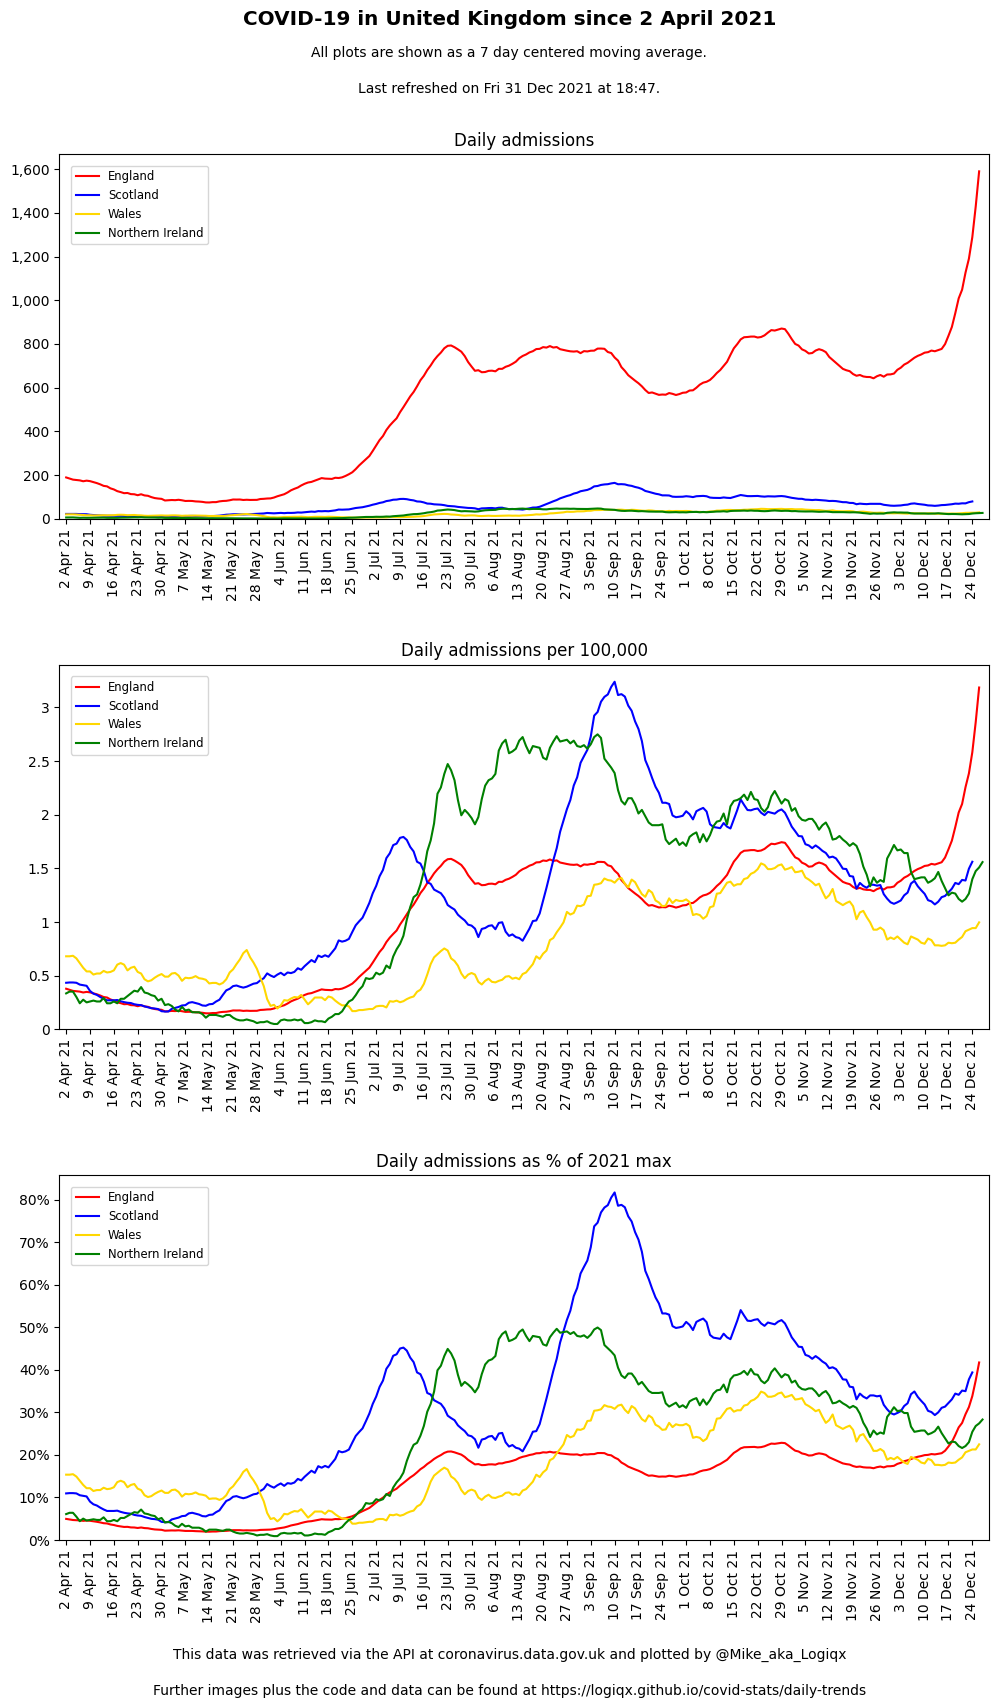 COVID-19 in United Kingdom since 2 April 2021
All plots are shown as a 7 day centered moving average.
Last refreshed on Fri 31 Dec 2021 at 18:47.
Daily admissions
1,600
1,400
1,200
1,000
800
600
400
200
0
England
Scotland
Wales
Northern Ireland
2 Apr 21
9 Apr 21
16 Apr 21
23 Apr 21
30 Apr 21
7 May 21
14 May 21
21 May 21
28 May 21
4 Jun 21
11 Jun 21
18 Jun 21
25 Jun 21
2 Jul 21
9 Jul 21
16 Jul 21
23 Jul 21
30 Jul 21
6 Aug 21
13 Aug 21
20 Aug 21
27 Aug 21
3 Sep 21
10 Sep 21
17 Sep 21
24 Sep 21
1 Oct 21
8 Oct 21
15 Oct 21
22 Oct 21
29 Oct 21
5 Nov 21
12 Nov 21
19 Nov 21
26 Nov 21
3 Dec 21
10 Dec 21
17 Dec 21
24 Dec 21
Daily admissions per 100,000
3
2.5
2
1.5
1
0.5
0
England
Scotland
Wales
Northern Ireland
2 Apr 21
9 Apr 21
16 Apr 21
23 Apr 21
30 Apr 21
7 May 21
14 May 21
21 May 21
28 May 21
4 Jun 21
11 Jun 21
18 Jun 21
25 Jun 21
2 Jul 21
9 Jul 21
16 Jul 21
23 Jul 21
30 Jul 21
6 Aug 21
13 Aug 21
20 Aug 21
27 Aug 21
3 Sep 21
10 Sep 21
17 Sep 21
24 Sep 21
1 Oct 21
8 Oct 21
15 Oct 21
22 Oct 21
29 Oct 21
5 Nov 21
12 Nov 21
19 Nov 21
26 Nov 21
3 Dec 21
10 Dec 21
17 Dec 21
24 Dec 21
Daily admissions as % of 2021 max
80%
70%
60%
50%
40%
30%
20%
10%
0%
England
Scotland
Wales
Northern Ireland
2 Apr 21
9 Apr 21
16 Apr 21
23 Apr 21
30 Apr 21
7 May 21
14 May 21
21 May 21
28 May 21
4 Jun 21
11 Jun 21
18 Jun 21
25 Jun 21
2 Jul 21
9 Jul 21
16 Jul 21
23 Jul 21
30 Jul 21
6 Aug 21
13 Aug 21
20 Aug 21
27 Aug 21
3 Sep 21
10 Sep 21
17 Sep 21
24 Sep 21
1 Oct 21
8 Oct 21
15 Oct 21
22 Oct 21
29 Oct 21
5 Nov 21
12 Nov 21
19 Nov 21
26 Nov 21
3 Dec 21
10 Dec 21
17 Dec 21
24 Dec 21
This data was retrieved via the API at coronavirus.data.gov.uk and plotted by @Mike_aka_Logiqx
Further images plus the code and data can be found at https://logiqx.github.io/covid-stats/daily-trends